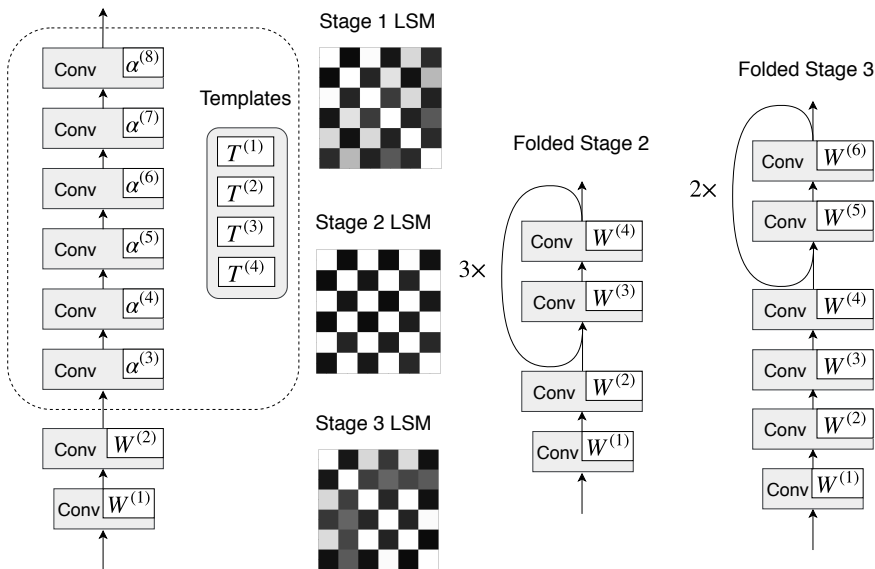 Conv α(8)
Conv α(7)
Conv α(6)
Conv α(5)
Conv α(4)
Conv α(3)
Conv W(2)
Conv W(1)
Templates
T(1)
T(2)
T(3)
T(4)
Stage 1 LSM
Stage 2 LSM
Stage 3 LSM
Folded Stage 2
3×
Conv W(4)
Conv W(3)
Conv W(2)
Conv W(1)
Folded Stage 3
2×
Conv W(6)
Conv W(5)
Conv W(4)
Conv W(3)
Conv W(2)
Conv W(1)